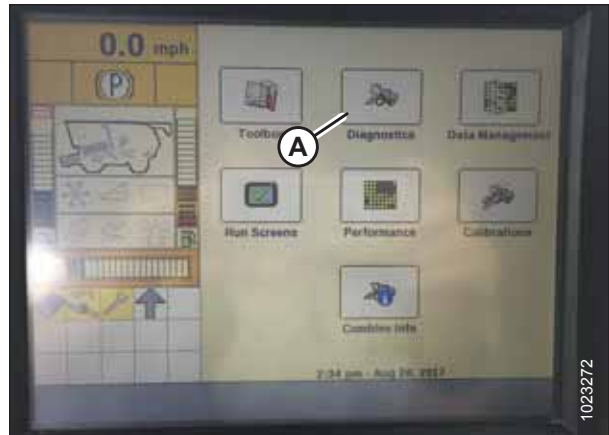 0.0 mph
(P)
Toolbox
Diagnostics
Data Management
A
Run Screens
Performance
Calibrations
Combine Info
2:34 pm - Aug 24, 2017
1023272